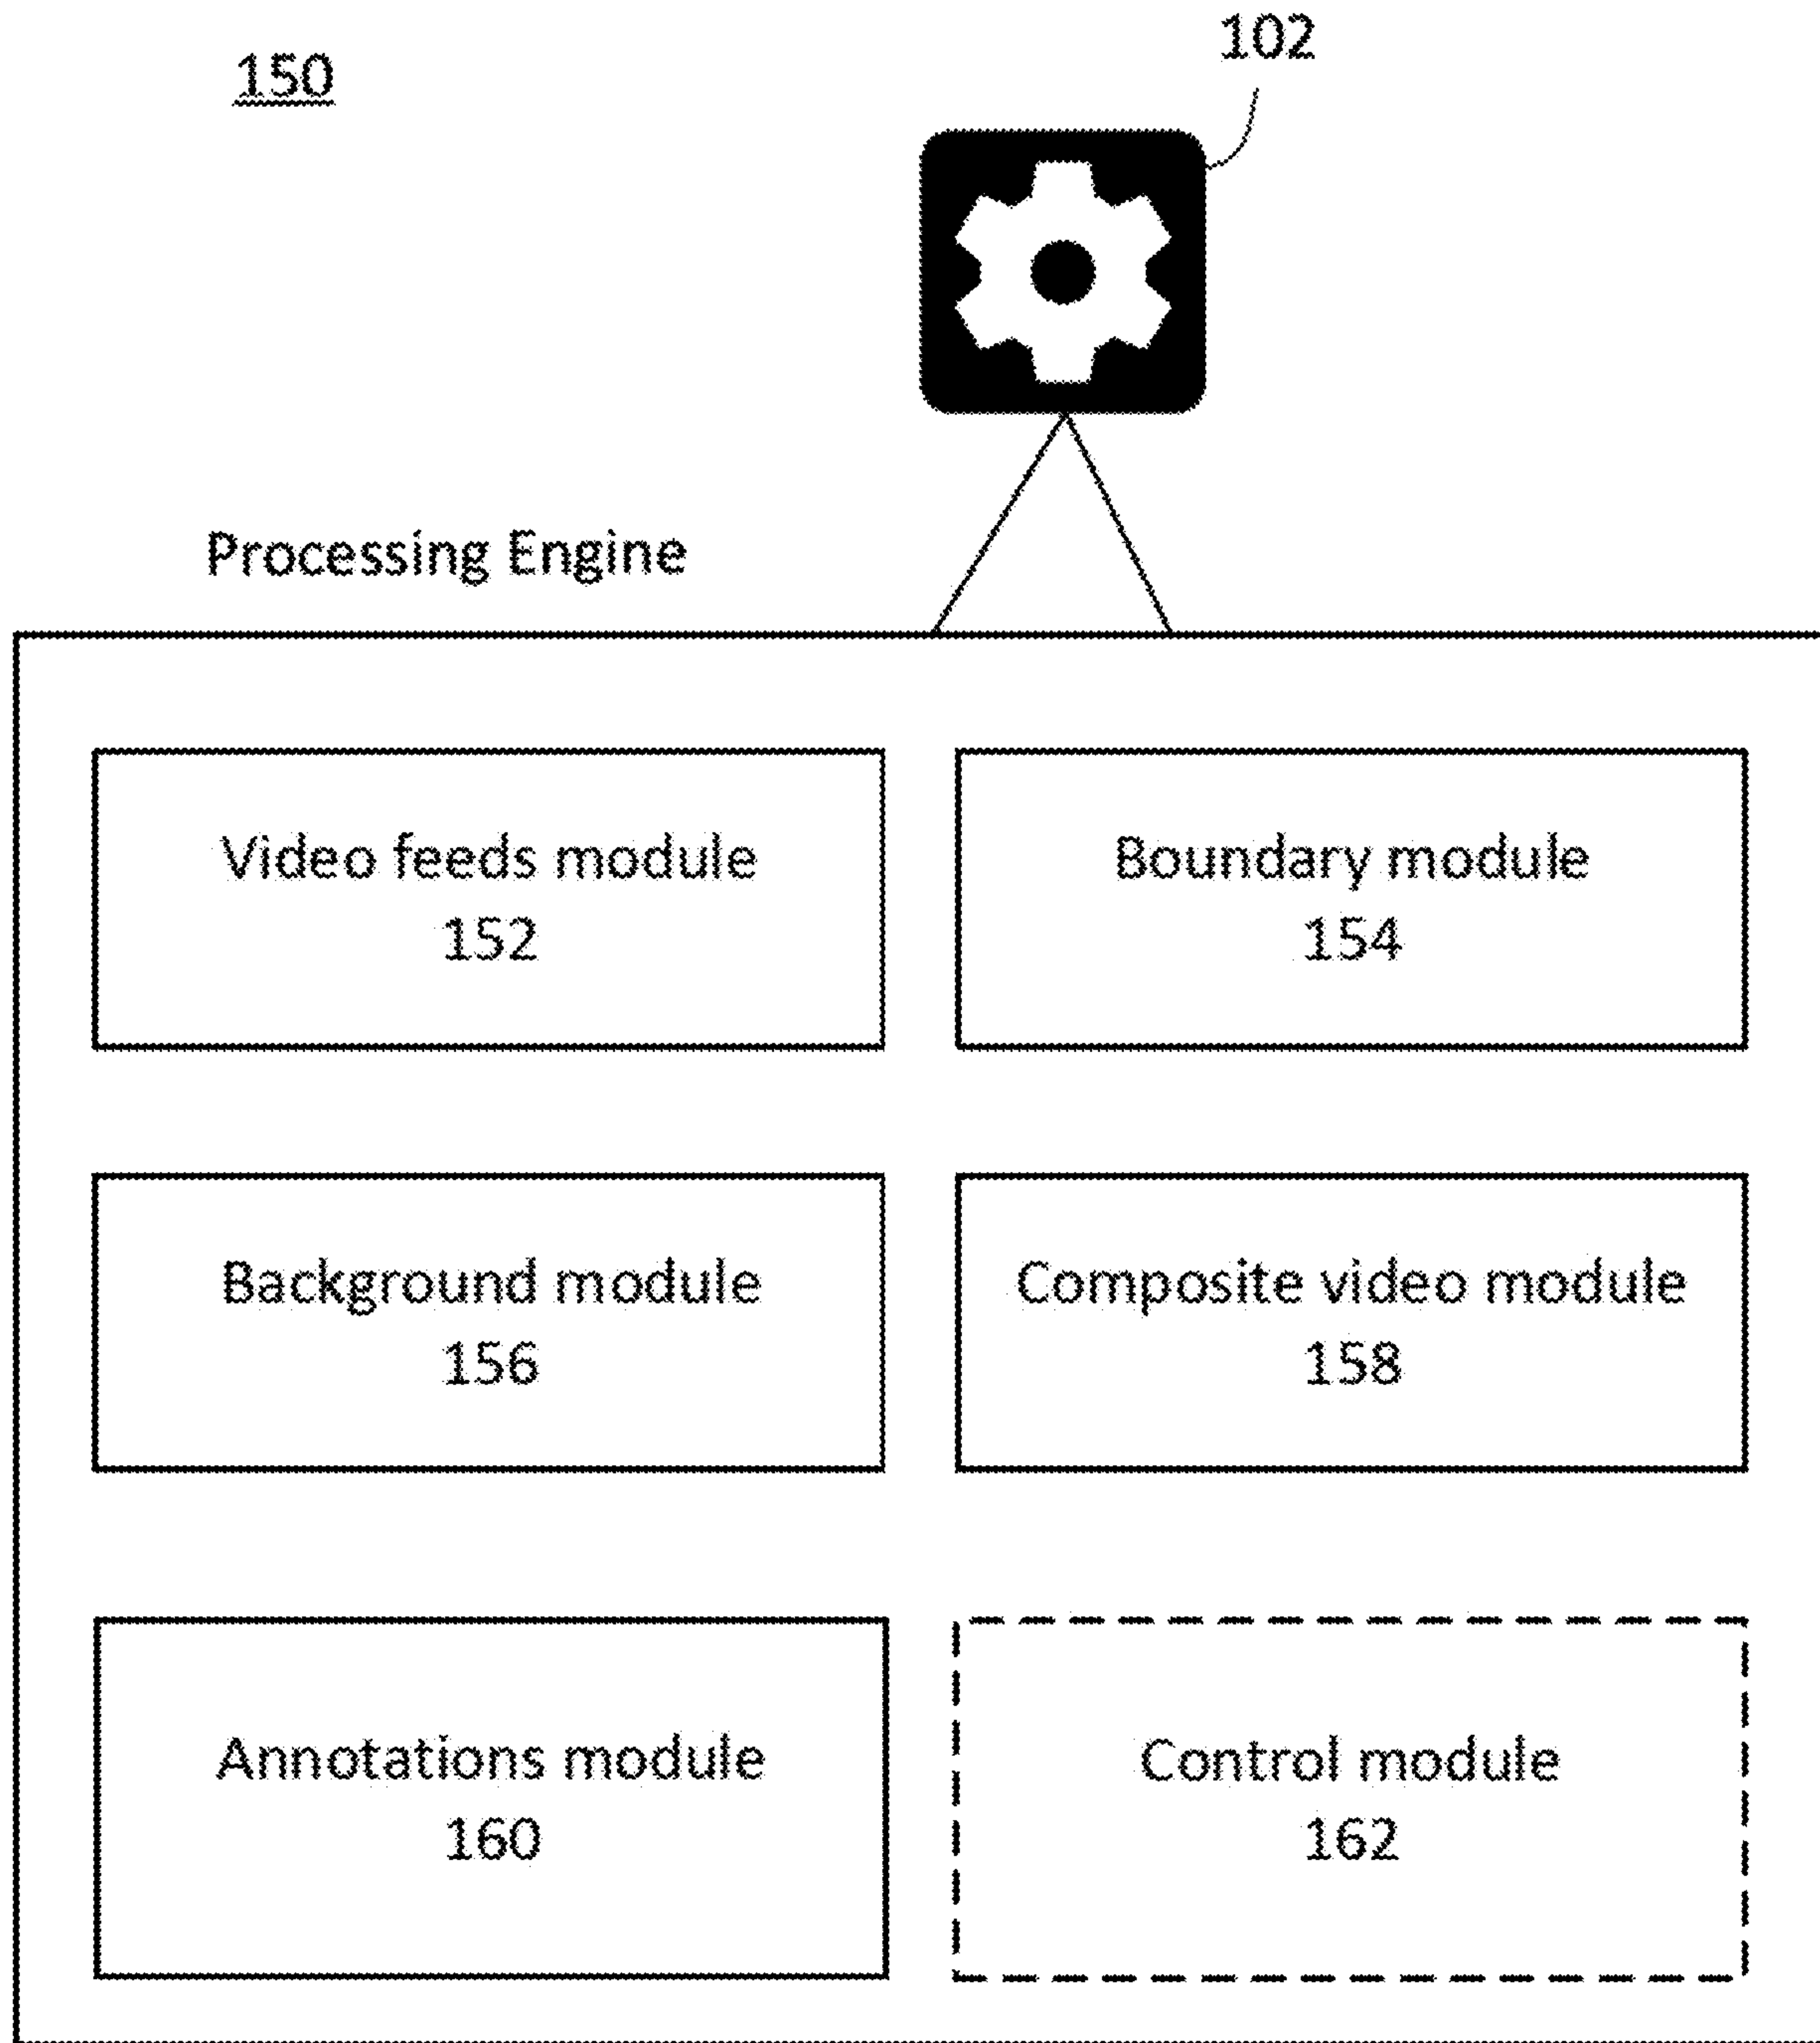 150
102
Processing Engine
Video feeds module
152
Boundary module
154
Background module
156
Composite video module
158
Annotations module
160
Control module
162